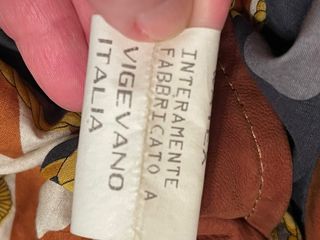 INTERAMENTE
FABBRICATO A
VIGEVANO
ITALIA